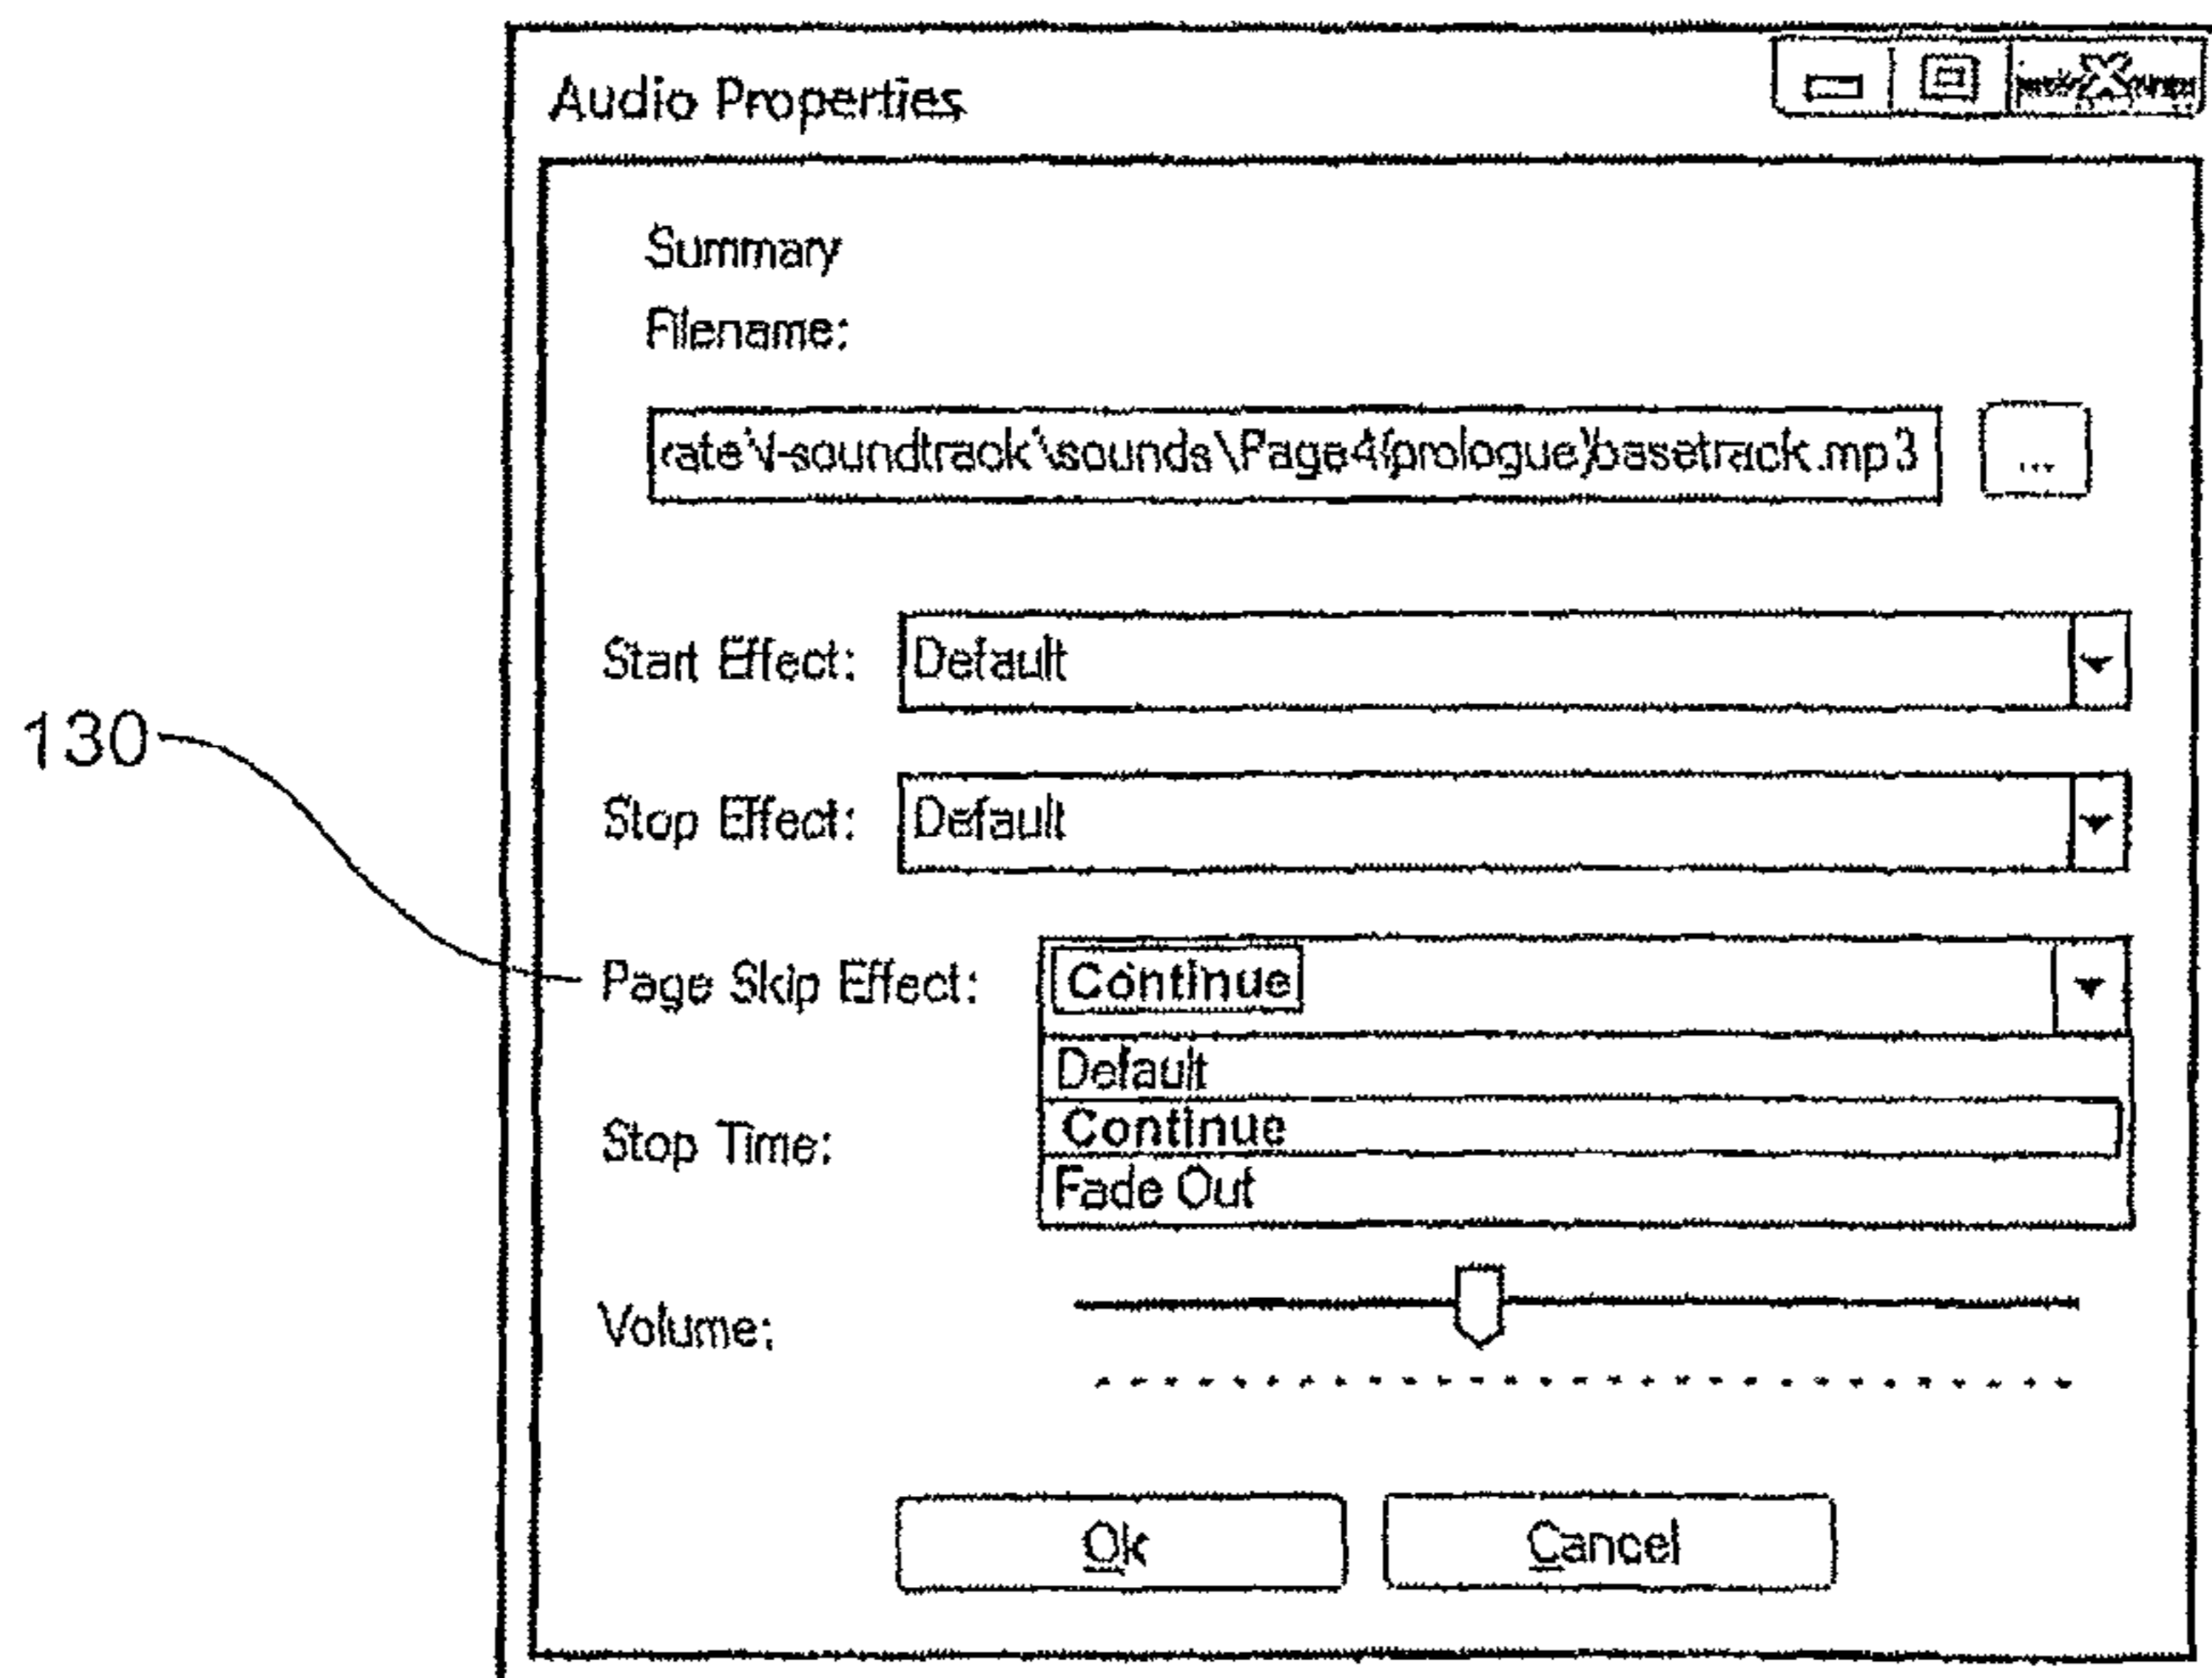 Audio Properties
Summary
Filename:
rate\I-soundtrack\sounds\Page4(prologue)basetrack.mp3 ...
Start Effect: Default
Stop Effect: Default
130
Page Skip Effect: Continue
Default
Stop Time: Continue
Fade Out
Volume:
Ok Cancel